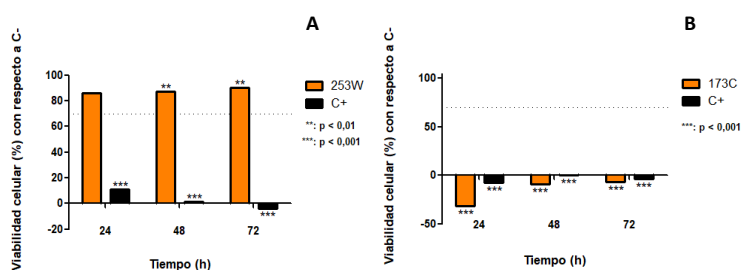 A
Viabilidad celular (%) con respecto a C-
100
80
60
40
20
0
-20
**
**
***
***
***
24
48
72
Tiempo (h)
253W
C+
**: p < 0,01
***: p < 0,001
B
Viabilidad celular (%) con respecto a C-
100
50
0
-50
***
***
***
***
***
***
24
48
72
Tiempo (h)
173C
C+
***: p < 0,001